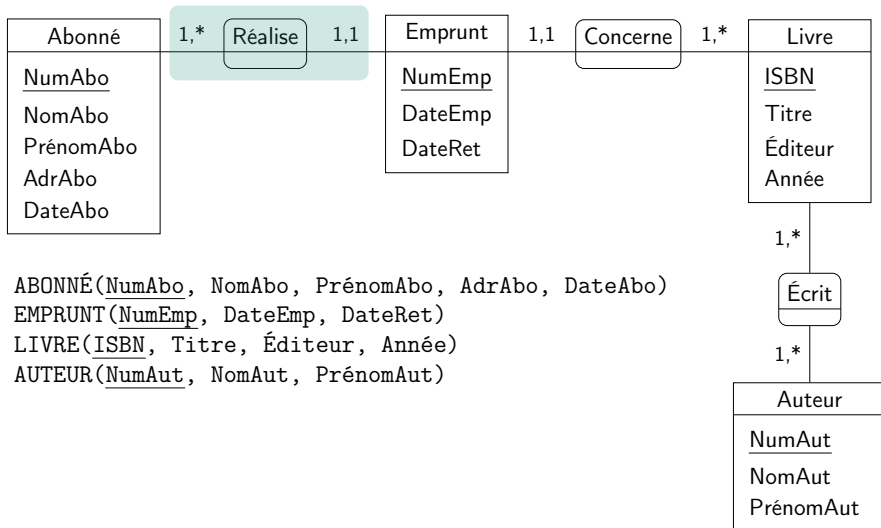 Abonné 1,* Réalise 1,1 Emprunt 1,1 Concerne 1,* Livre
NumAbo
NomAbo
PrénomAbo
AdrAbo
DateAbo
NumEmp
DateEmp
DateRet
ISBN
Titre
Éditeur
Année
1,*
Écrit
1,*
Auteur
NumAut
NomAut
PrénomAut
ABONNÉ(NumAbo, NomAbo, PrénomAbo, AdrAbo, DateAbo)
EMPRUNT(NumEmp, DateEmp, DateRet)
LIVRE(ISBN, Titre, Éditeur, Année)
AUTEUR(NumAut, NomAut, PrénomAut)